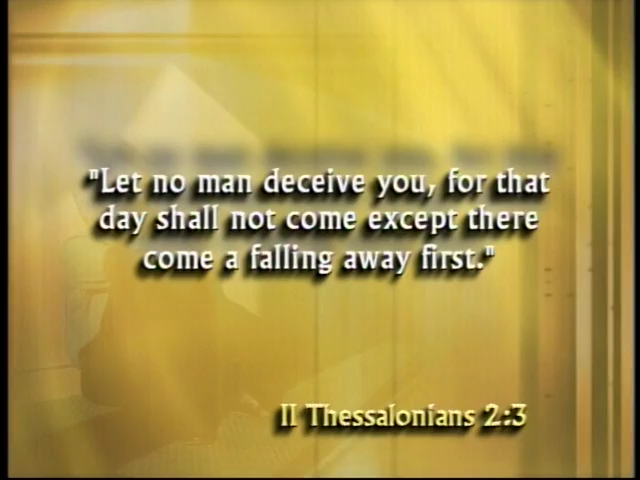 "Let no man deceive you, for that
day shall not come except there
come a falling away first."
II Thessalonians 2:3